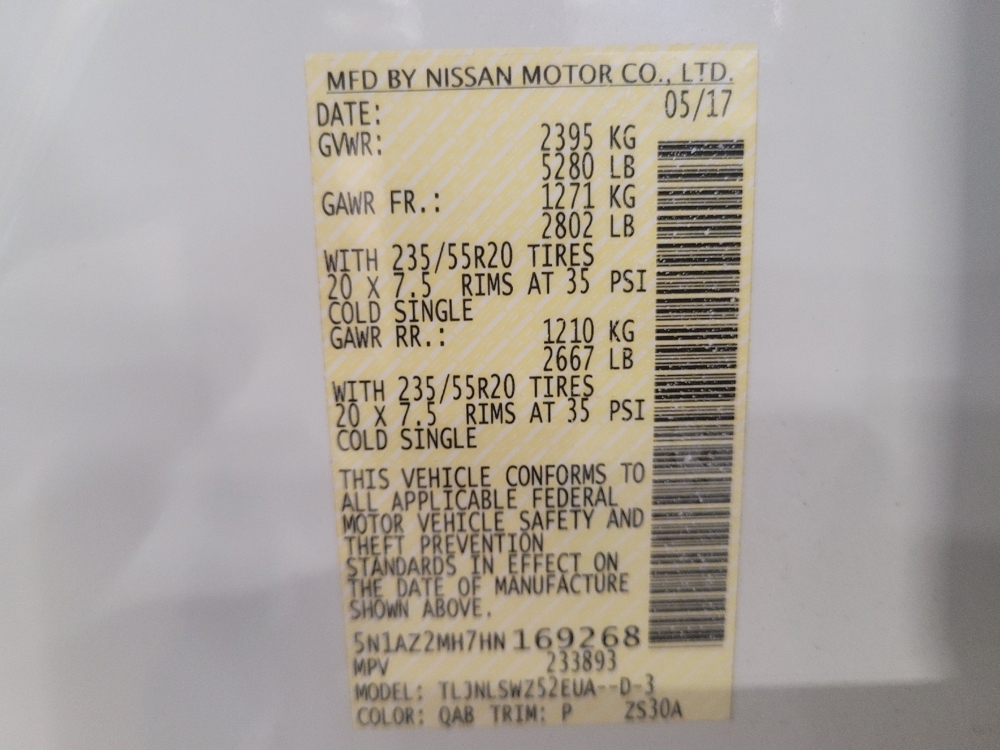 MFD BY NISSAN MOTOR CO., LTD.
DATE: 05/17
GVWR: 2395 KG
5280 LB
GAWR FR.: 1271 KG
2802 LB
WITH 235/55R20 TIRES
20 X 7.5 RIMS AT 35 PSI
COLD SINGLE
GAWR RR.: 1210 KG
2667 LB
WITH 235/55R20 TIRES
20 X 7.5 RIMS AT 35 PSI
COLD SINGLE
THIS VEHICLE CONFORMS TO
ALL APPLICABLE FEDERAL
MOTOR VEHICLE SAFETY AND
THEFT PREVENTION
STANDARDS IN EFFECT ON
THE DATE OF MANUFACTURE
SHOWN ABOVE.
5N1AZ2MH7HN 169268
MPV 233893
MODEL: TLJNLSWZ52EUA--D-3
COLOR: QAB TRIM: P ZS30A